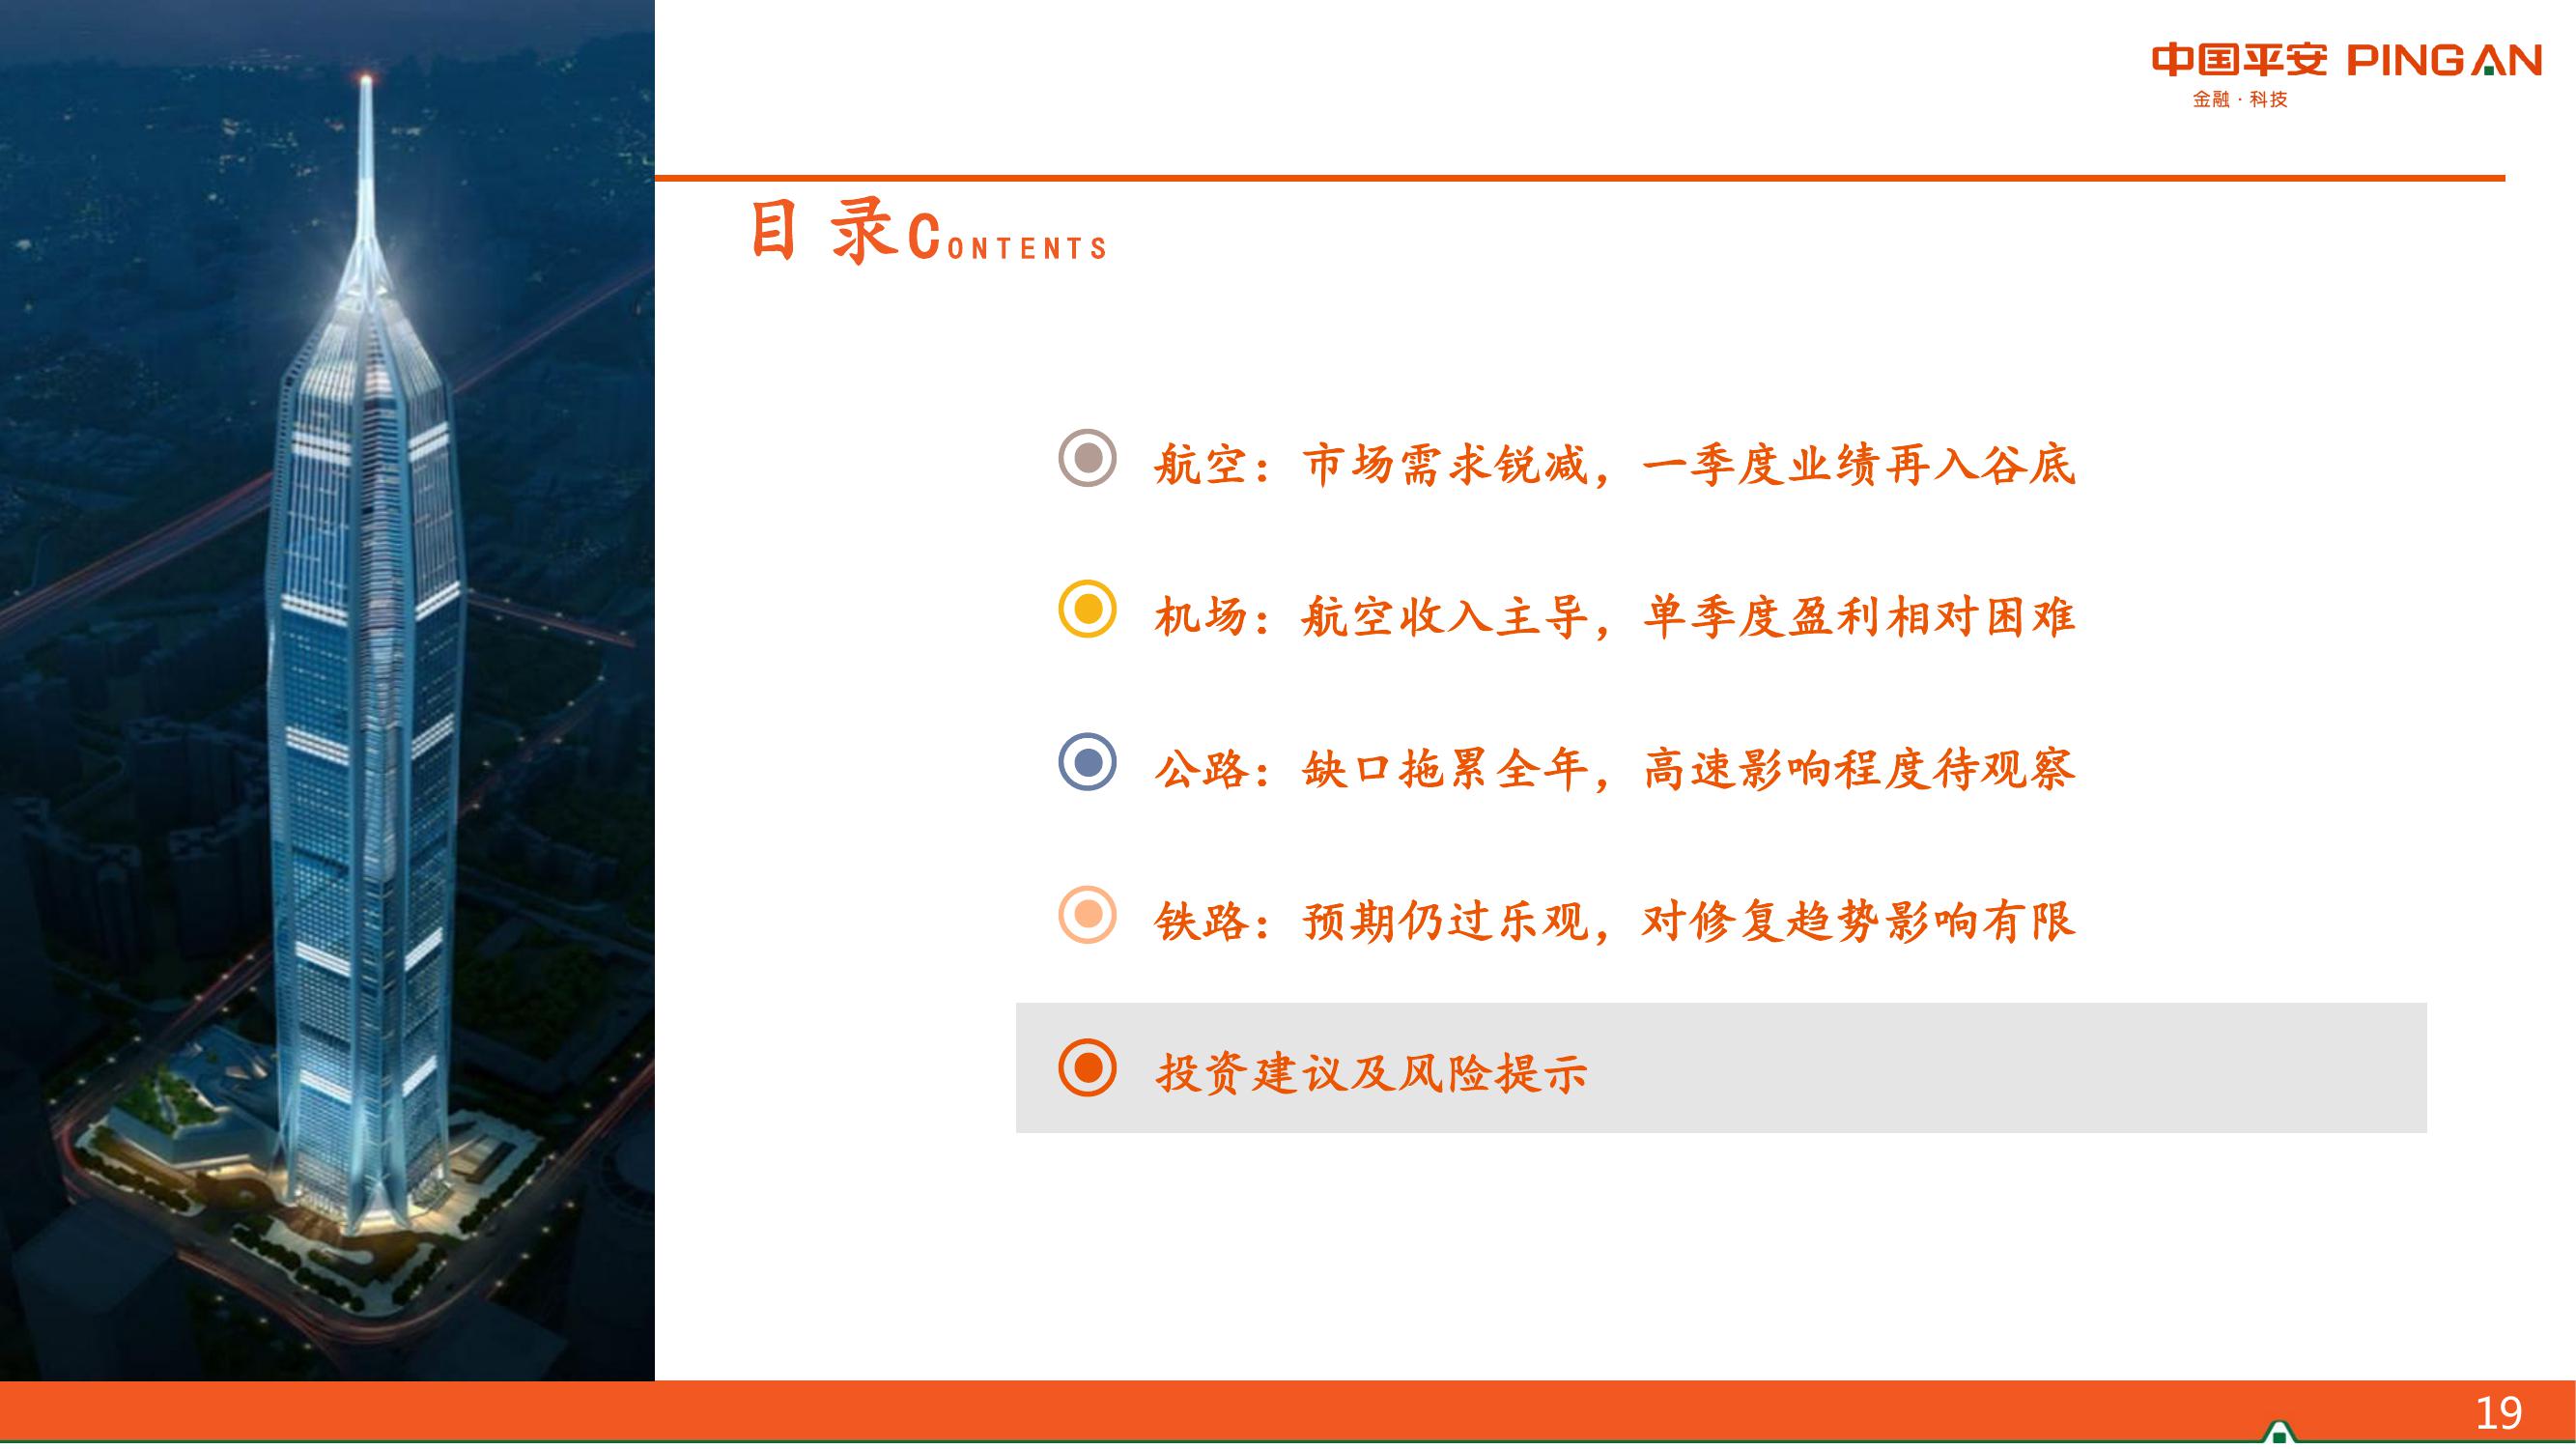 中国平安 PINGAN
金融·科技
目 录CONTENTS
航空：市场需求锐减，一季度业绩再入谷底
机场：航空收入主导，单季度盈利相对困难
公路：缺口拖累全年，高速影响程度待观察
铁路：预期仍过乐观，对修复趋势影响有限
投资建议及风险提示
19